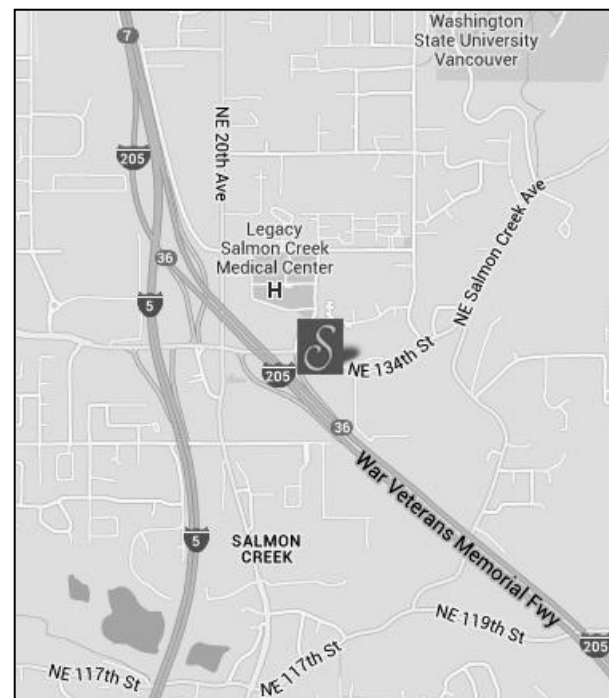 Washington
State University
Vancouver
7
205
NE 20th Ave
NE Salmon Creek Ave
Legacy
Salmon Creek
Medical Center
H
36
5
S
NE 134th St
205
36
War Veterans Memorial Fwy
5
SALMON
CREEK
NE 119th St
205
NE 117th St
NE 117th St